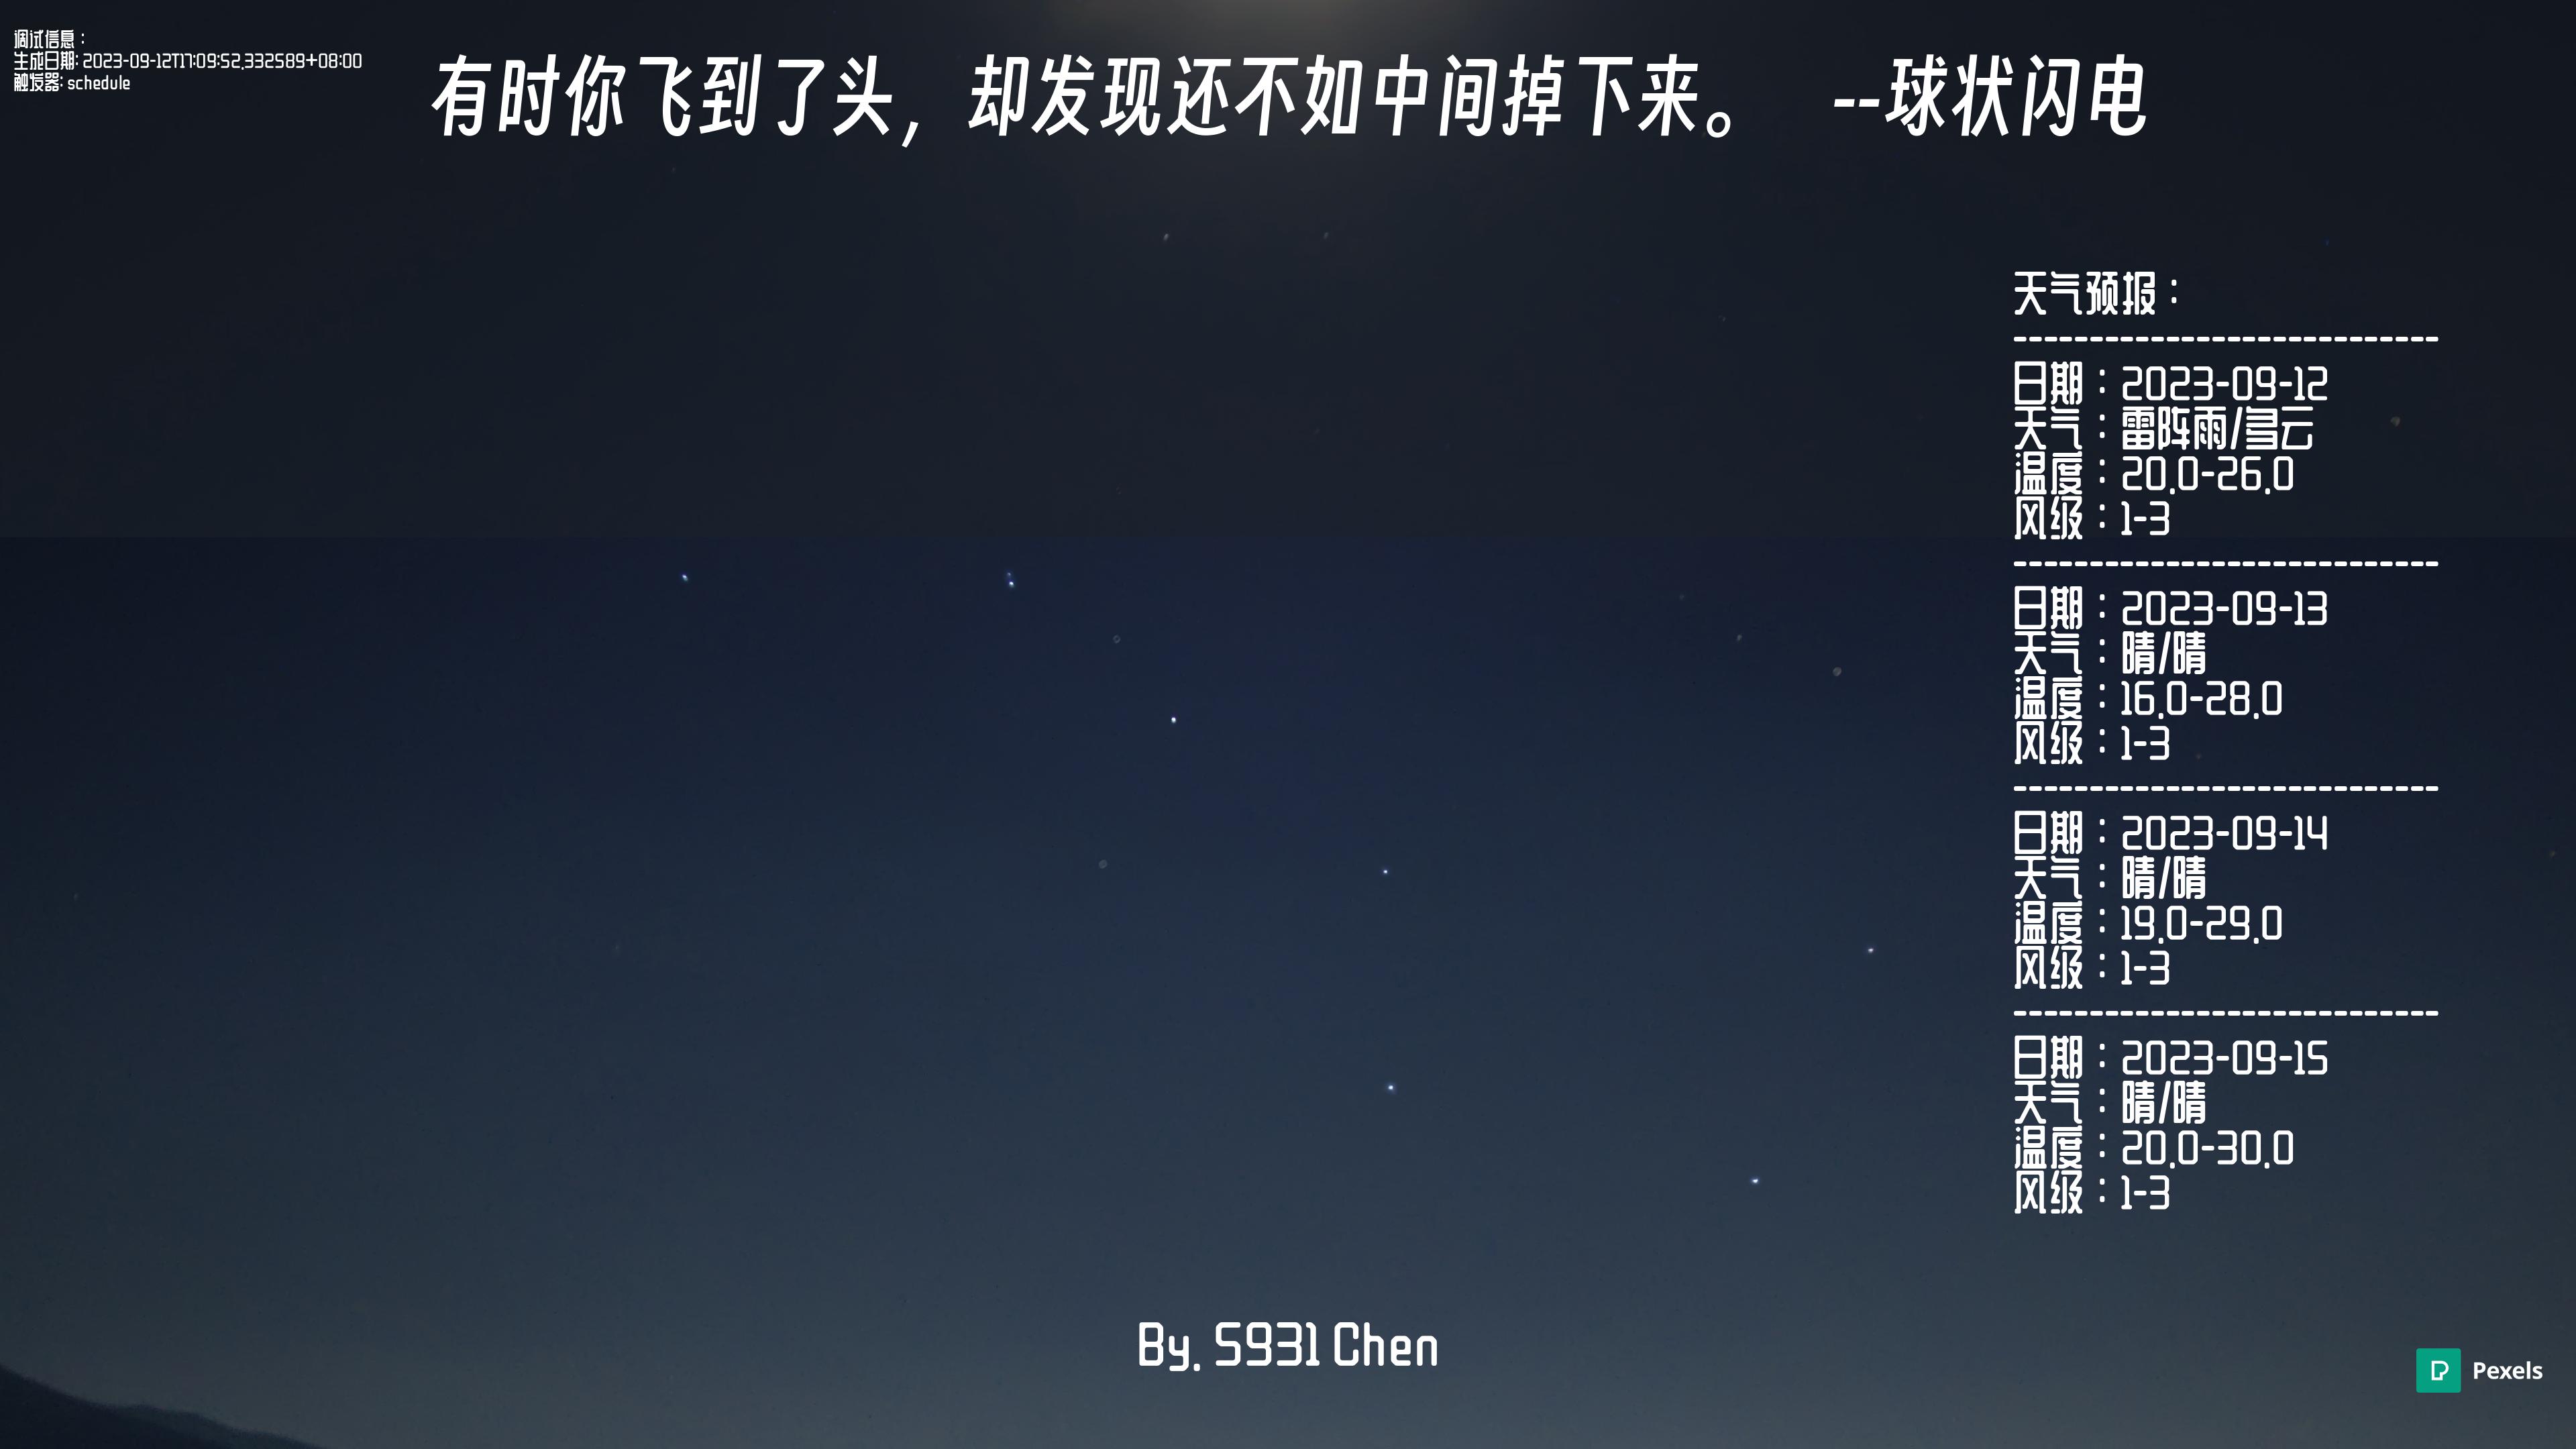 调试信息：
生成日期: 2023-09-12T17:09:52.332589+08:00
触发器: schedule
有时你飞到了头，却发现还不如中间掉下来。 --球状闪电
天气预报：
----------------------------
日期：2023-09-12
天气：雷阵雨/多云
温度：20.0-26.0
风级：1-3
----------------------------
日期：2023-09-13
天气：晴/晴
温度：16.0-28.0
风级：1-3
----------------------------
日期：2023-09-14
天气：晴/晴
温度：19.0-29.0
风级：1-3
----------------------------
日期：2023-09-15
天气：晴/晴
温度：20.0-30.0
风级：1-3
By. S931 Chen
Pexels